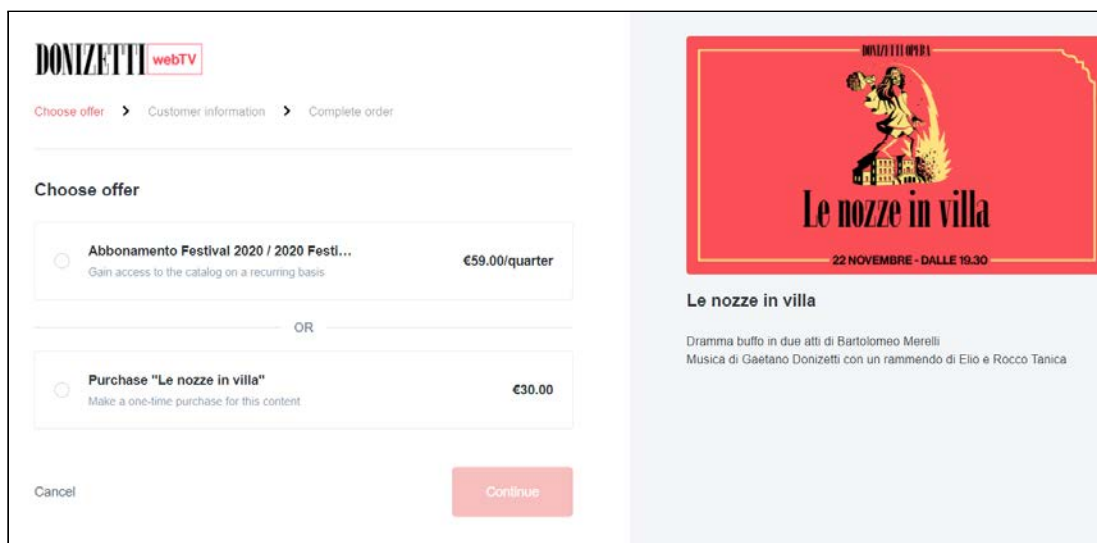 DONIZETTI webTV
Choose offer > Customer information > Complete order
Choose offer
Abbonamento Festival 2020 / 2020 Festi...
Gain access to the catalog on a recurring basis
€59.00/quarter
OR
Purchase "Le nozze in villa"
Make a one-time purchase for this content
€30.00
Cancel
Continue
DONIZETTI OPERA
Le nozze in villa
22 NOVEMBRE - DALLE 19.30
Le nozze in villa
Dramma buffo in due atti di Bartolomeo Merelli
Musica di Gaetano Donizetti con un rammendo di Elio e Rocco Tanica